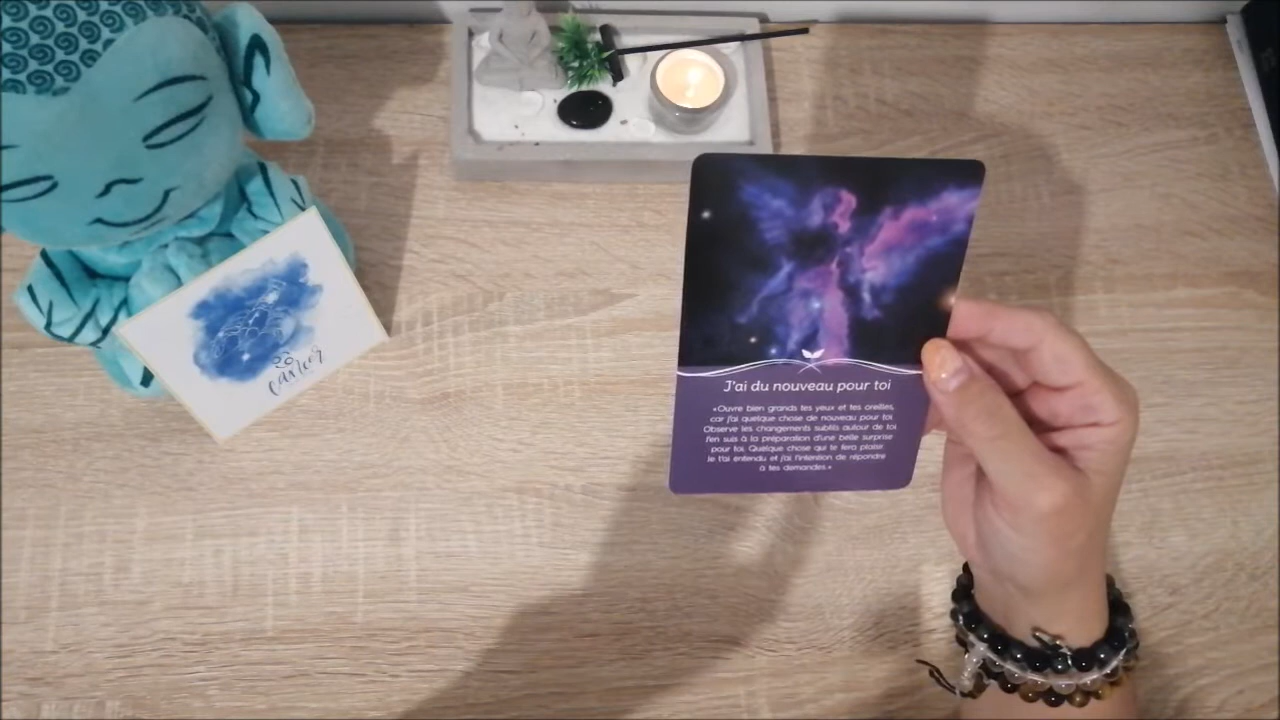 cancer
J'ai du nouveau pour toi
«Ouvre bien grands tes yeux et tes oreilles,
car j'ai quelque chose de nouveau pour toi.
Observe les changements subtils autour de toi
J'en suis à la préparation d'une belle surprise
pour toi. Quelque chose qui te fera plaisir.
Je t'ai entendu et j'ai l'intention de répondre
à tes demandes.»